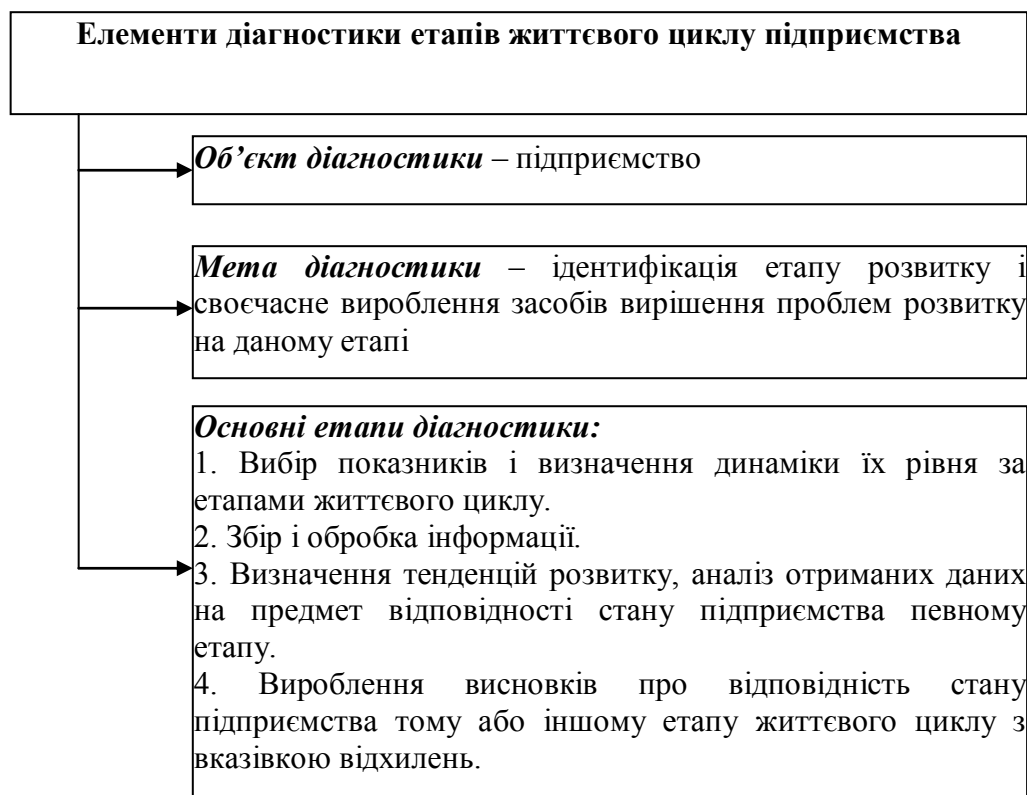 Елементи діагностики етапів життєвого циклу підприємства
Об’єкт діагностики – підприємство
Мета діагностики – ідентифікація етапу розвитку і
своєчасне вироблення засобів вирішення проблем розвитку
на даному етапі
Основні етапи діагностики:
1. Вибір показників і визначення динаміки їх рівня за
етапами життєвого циклу.
2. Збір і обробка інформації.
3. Визначення тенденцій розвитку, аналіз отриманих даних
на предмет відповідності стану підприємства певному
етапу.
4. Вироблення висновків про відповідність стану
підприємства тому або іншому етапу життєвого циклу з
вказівкою відхилень.